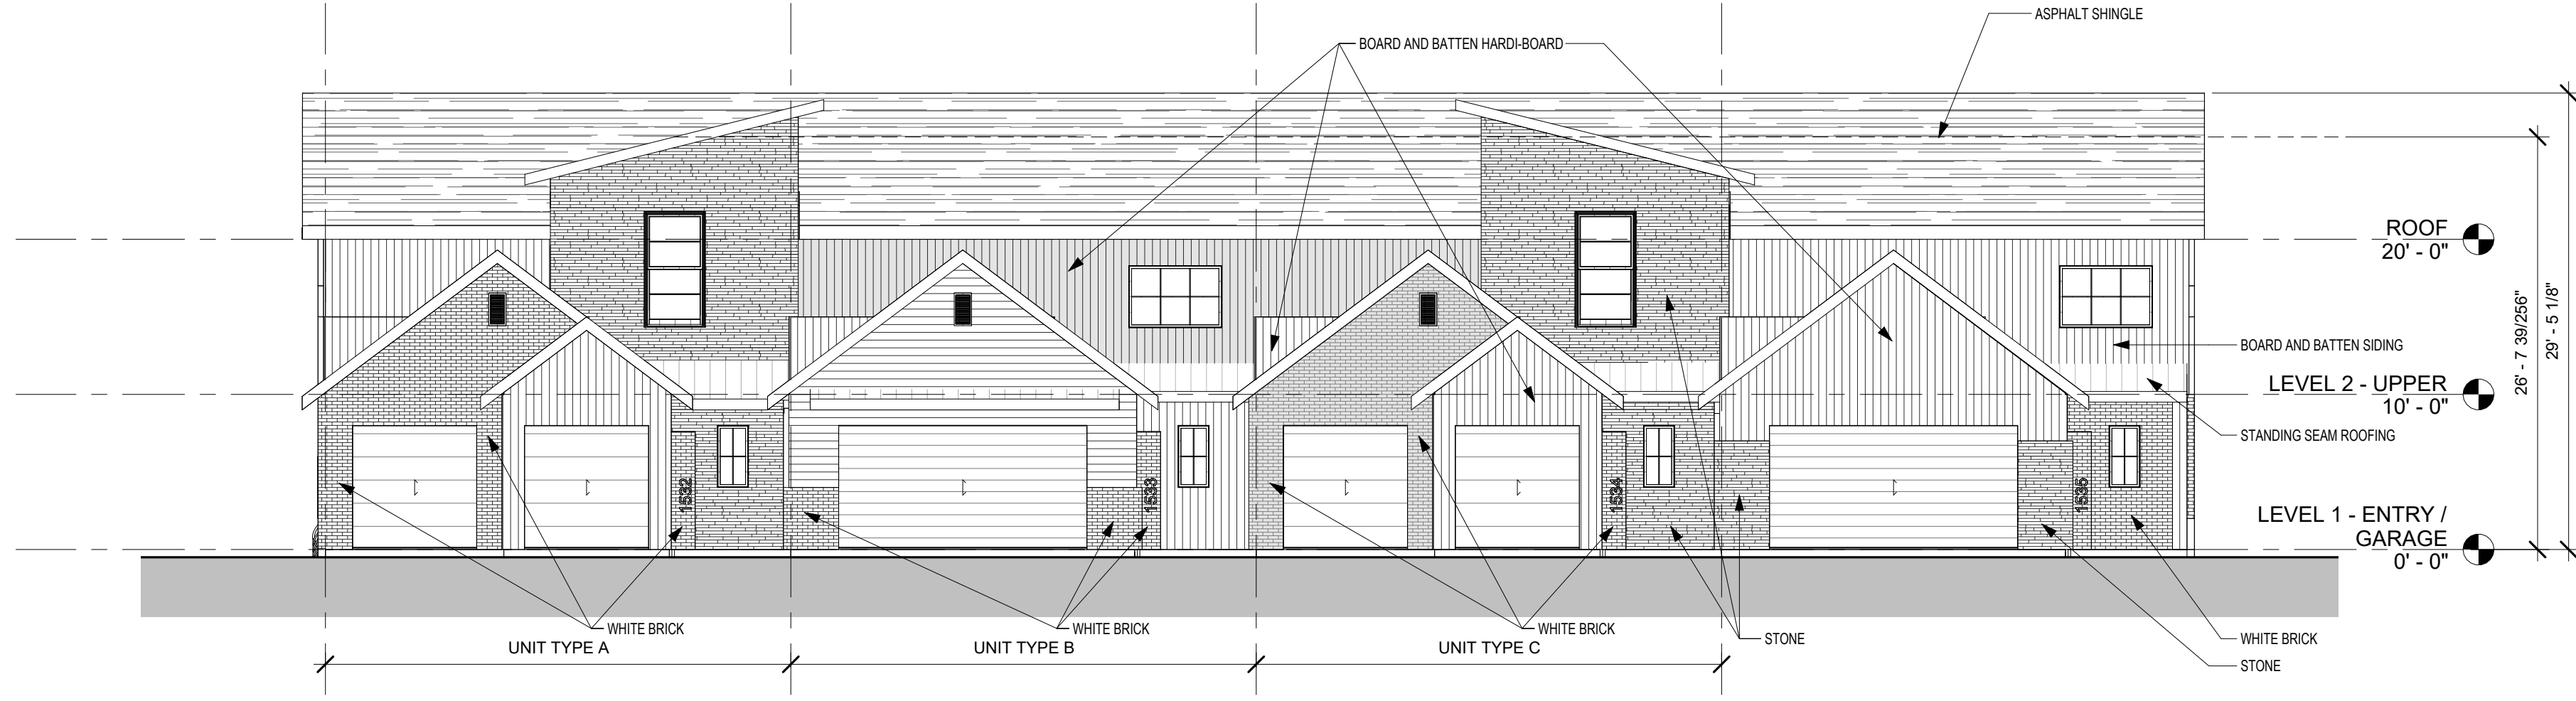 ASPHALT SHINGLE
BOARD AND BATTEN HARDI-BOARD
ROOF
20' - 0"
26' - 7 39/256"
29' - 5 1/8"
BOARD AND BATTEN SIDING
LEVEL 2 - UPPER
10' - 0"
STANDING SEAM ROOFING
1532
1533
1534
1535
LEVEL 1 - ENTRY /
GARAGE
0' - 0"
WHITE BRICK
WHITE BRICK
WHITE BRICK
STONE
WHITE BRICK
UNIT TYPE A
UNIT TYPE B
UNIT TYPE C
STONE